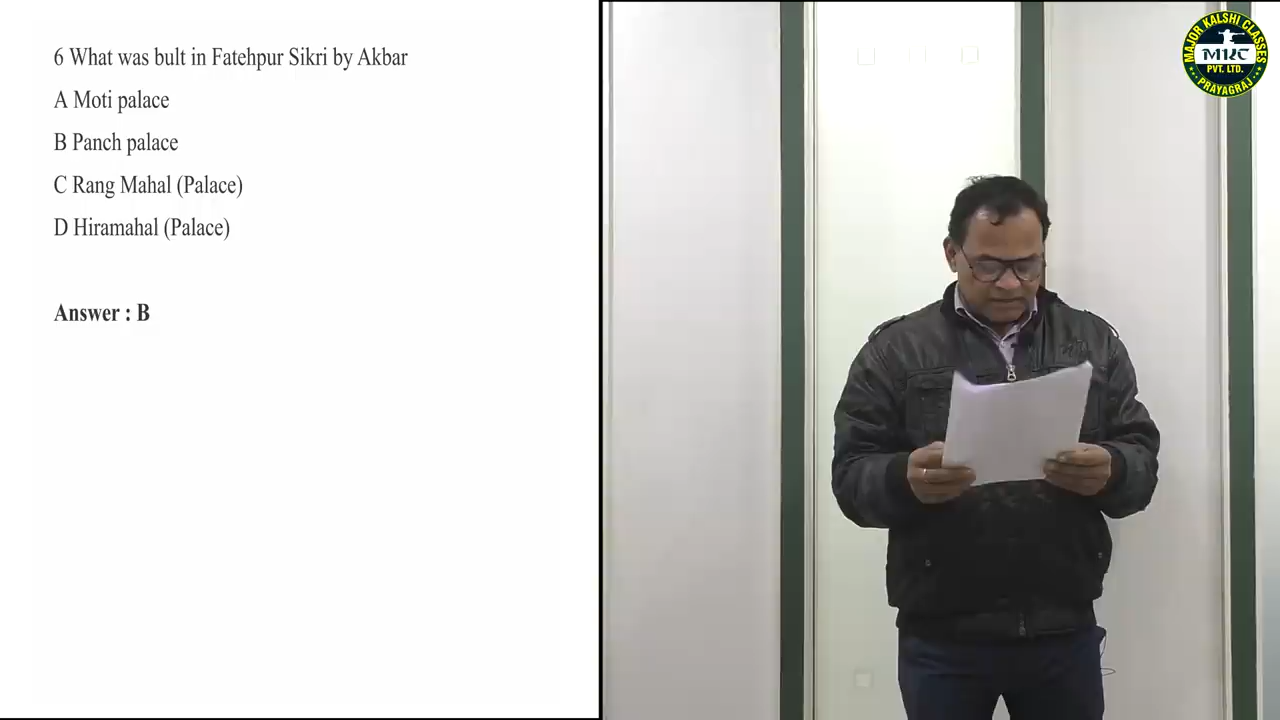 6 What was bult in Fatehpur Sikri by Akbar
A Moti palace
B Panch palace
C Rang Mahal (Palace)
D Hiramahal (Palace)
Answer : B
MAJOR KALSHI CLASSES
MKC
PVT. LTD.
PRAYAGRAJ